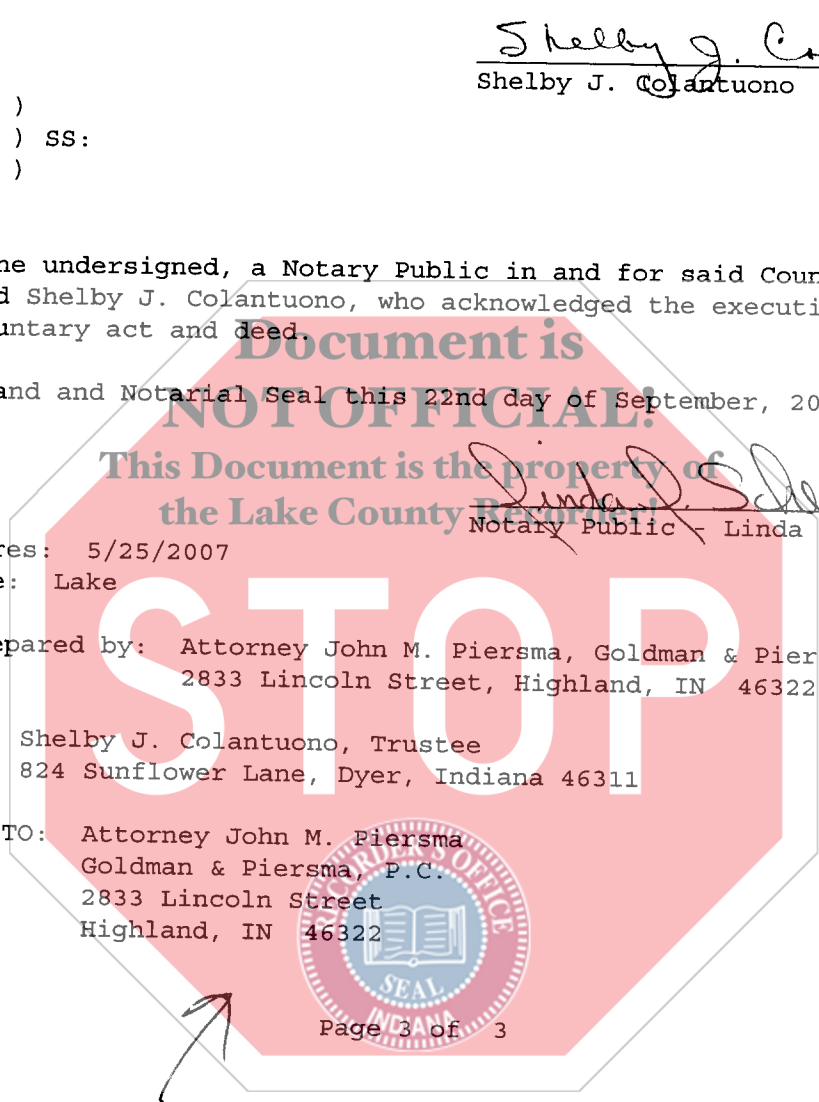 Shelby J. C
Shelby J. Colantuono
)
) SS:
)
he undersigned, a Notary Public in and for said Coun
d Shelby J. Colantuono, who acknowledged the executi
untary act and deed.
Document is
and and Notarial Seal this 22nd day of September, 20
NOT OFFICIAL!
This Document is the property of
the Lake County Recorder!
Linda
Notary Public - Linda
res: 5/25/2007
e: Lake
STOP
epared by: Attorney John M. Piersma, Goldman & Pier
2833 Lincoln Street, Highland, IN 46322
Shelby J. Colantuono, Trustee
824 Sunflower Lane, Dyer, Indiana 46311
TO: Attorney John M. Piersma
Goldman & Piersma, P.C.
2833 Lincoln Street
Highland, IN 46322
RECORDER'S OFFICE
SEAL
INDIANA
Page 3 of 3